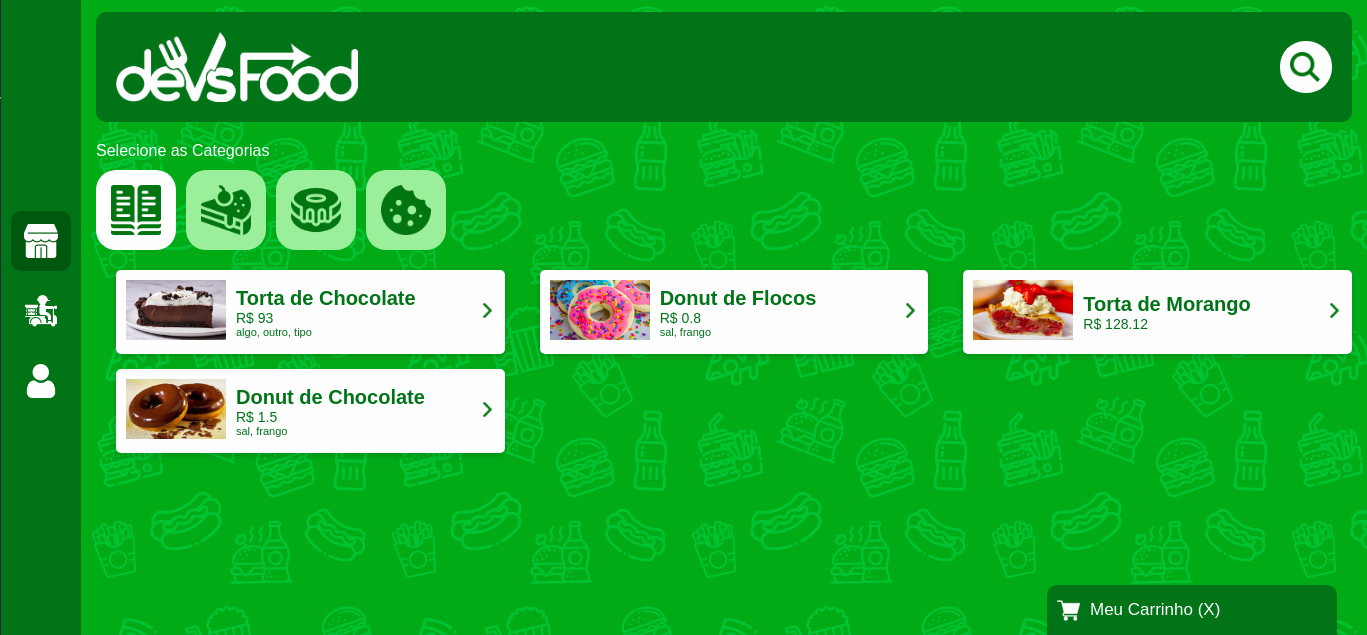 devsFood
Selecione as Categorias
Torta de Chocolate
R$ 93
algo, outro, tipo
Donut de Flocos
R$ 0.8
sal, frango
Torta de Morango
R$ 128.12
Donut de Chocolate
R$ 1.5
sal, frango
Meu Carrinho (X)